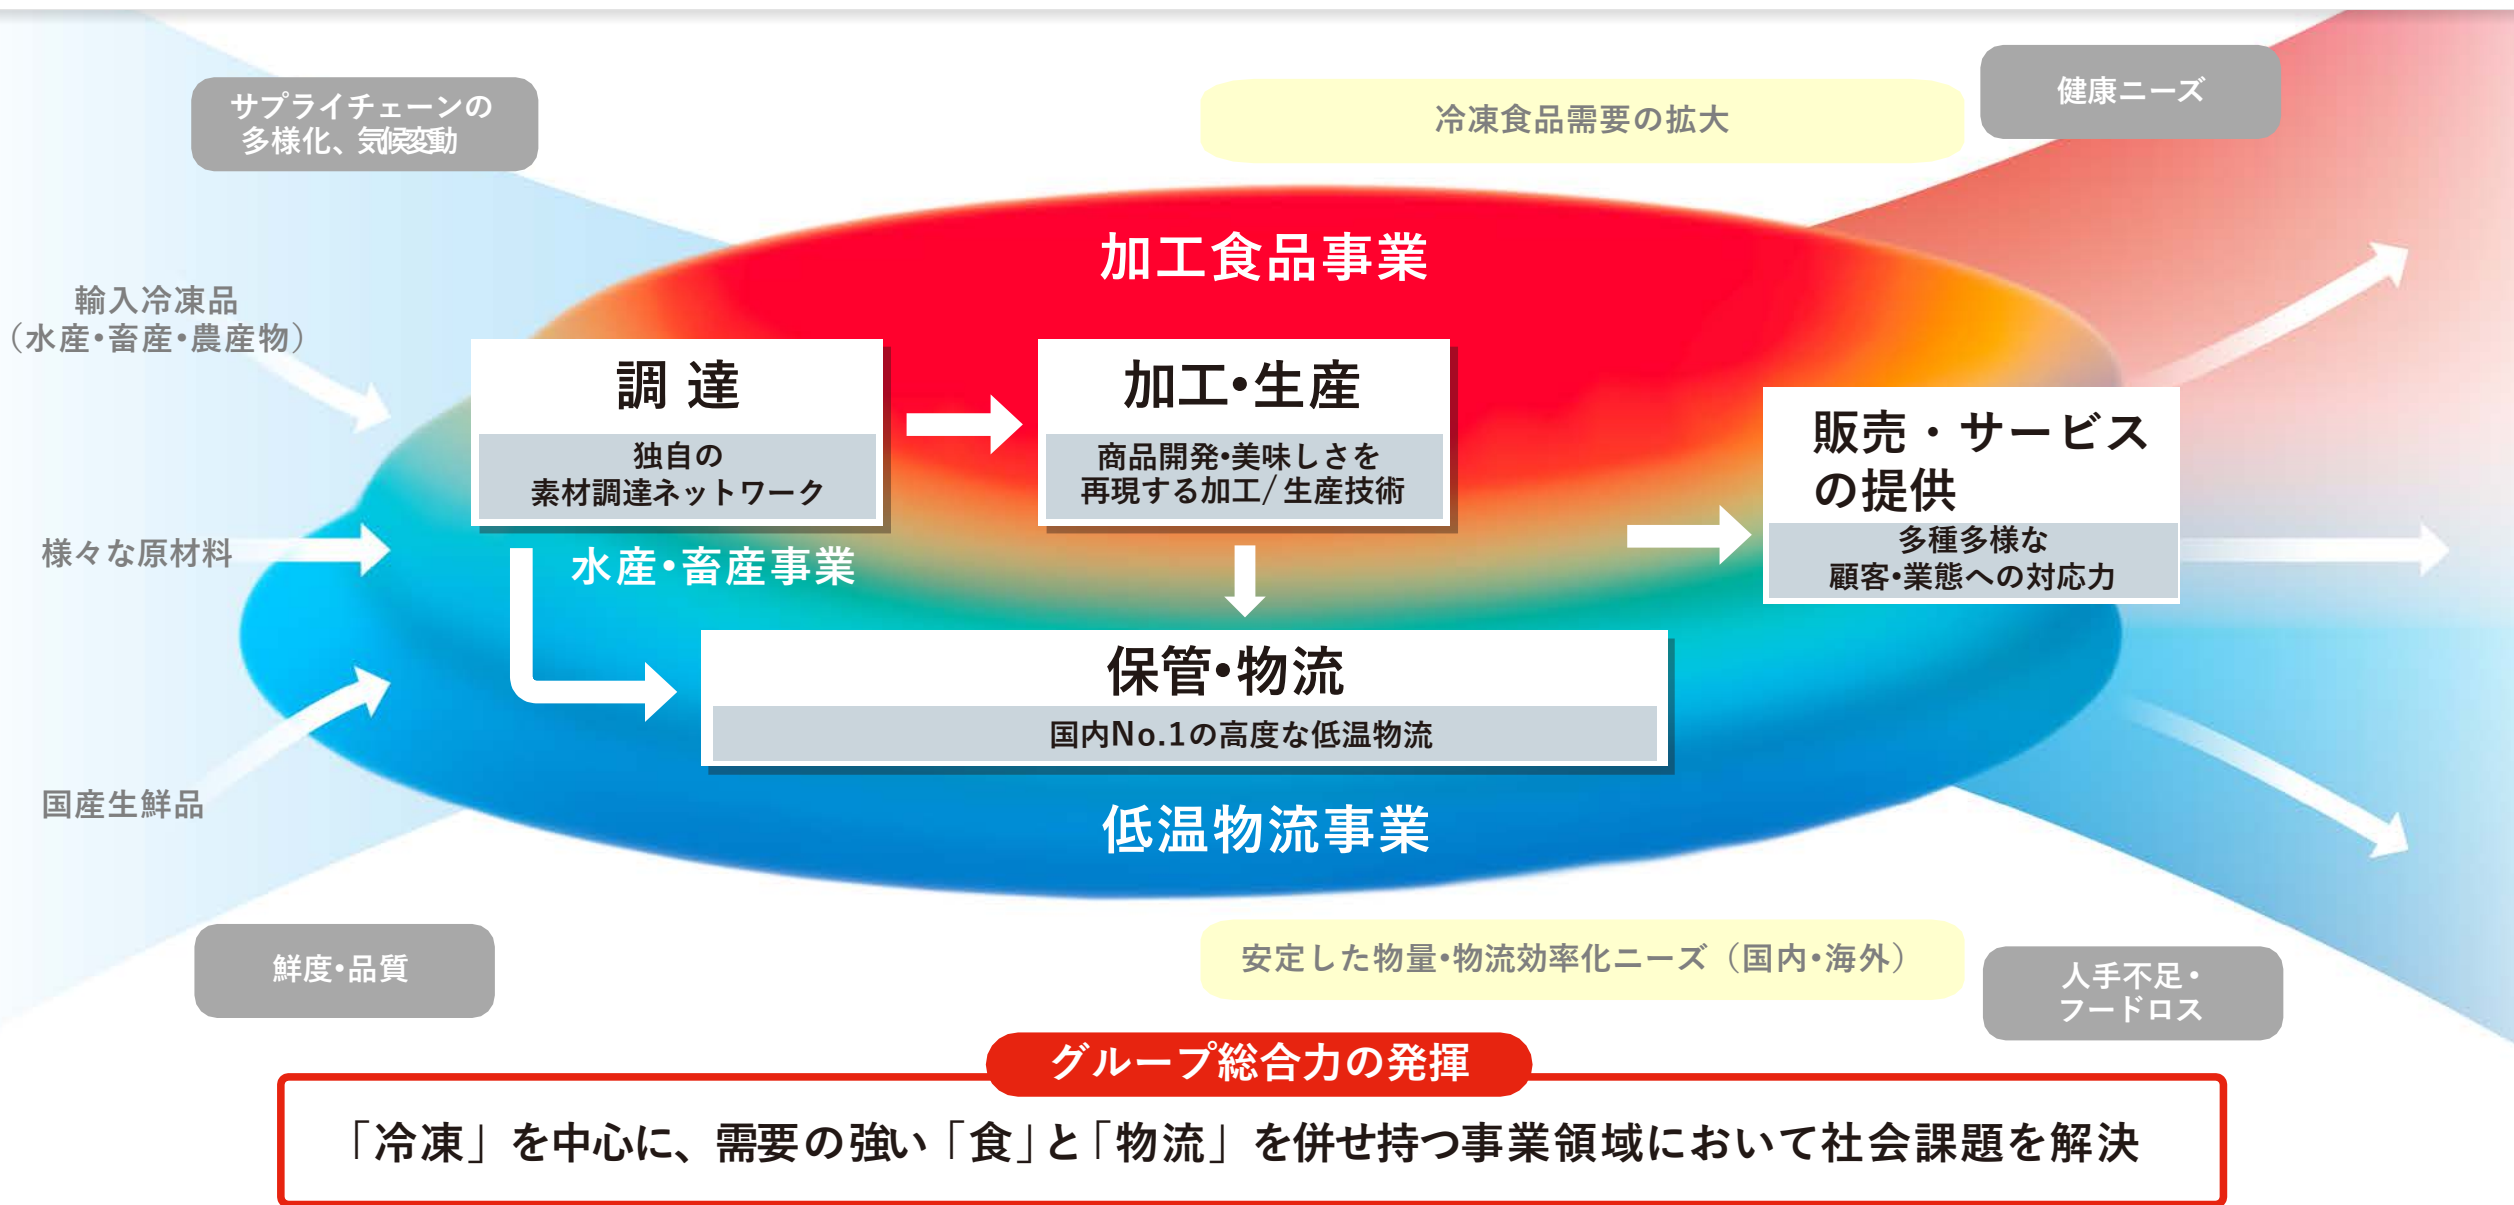 サプライチェーンの
多様化、気候変動
冷凍食品需要の拡大
健康ニーズ
加工食品事業
輸入冷凍品
（水産・畜産・農産物）
調 達
独自の
素材調達ネットワーク
加工・生産
商品開発・美味しさを
再現する加工/生産技術
販売・サービス
の提供
多種多様な
顧客・業態への対応力
様々な原材料
水産・畜産事業
保管・物流
国内No.1の高度な低温物流
国産生鮮品
低温物流事業
鮮度・品質
安定した物量・物流効率化ニーズ（国内・海外）
人手不足・
フードロス
グループ総合力の発揮
「冷凍」を中心に、需要の強い「食」と「物流」を併せ持つ事業領域において社会課題を解決